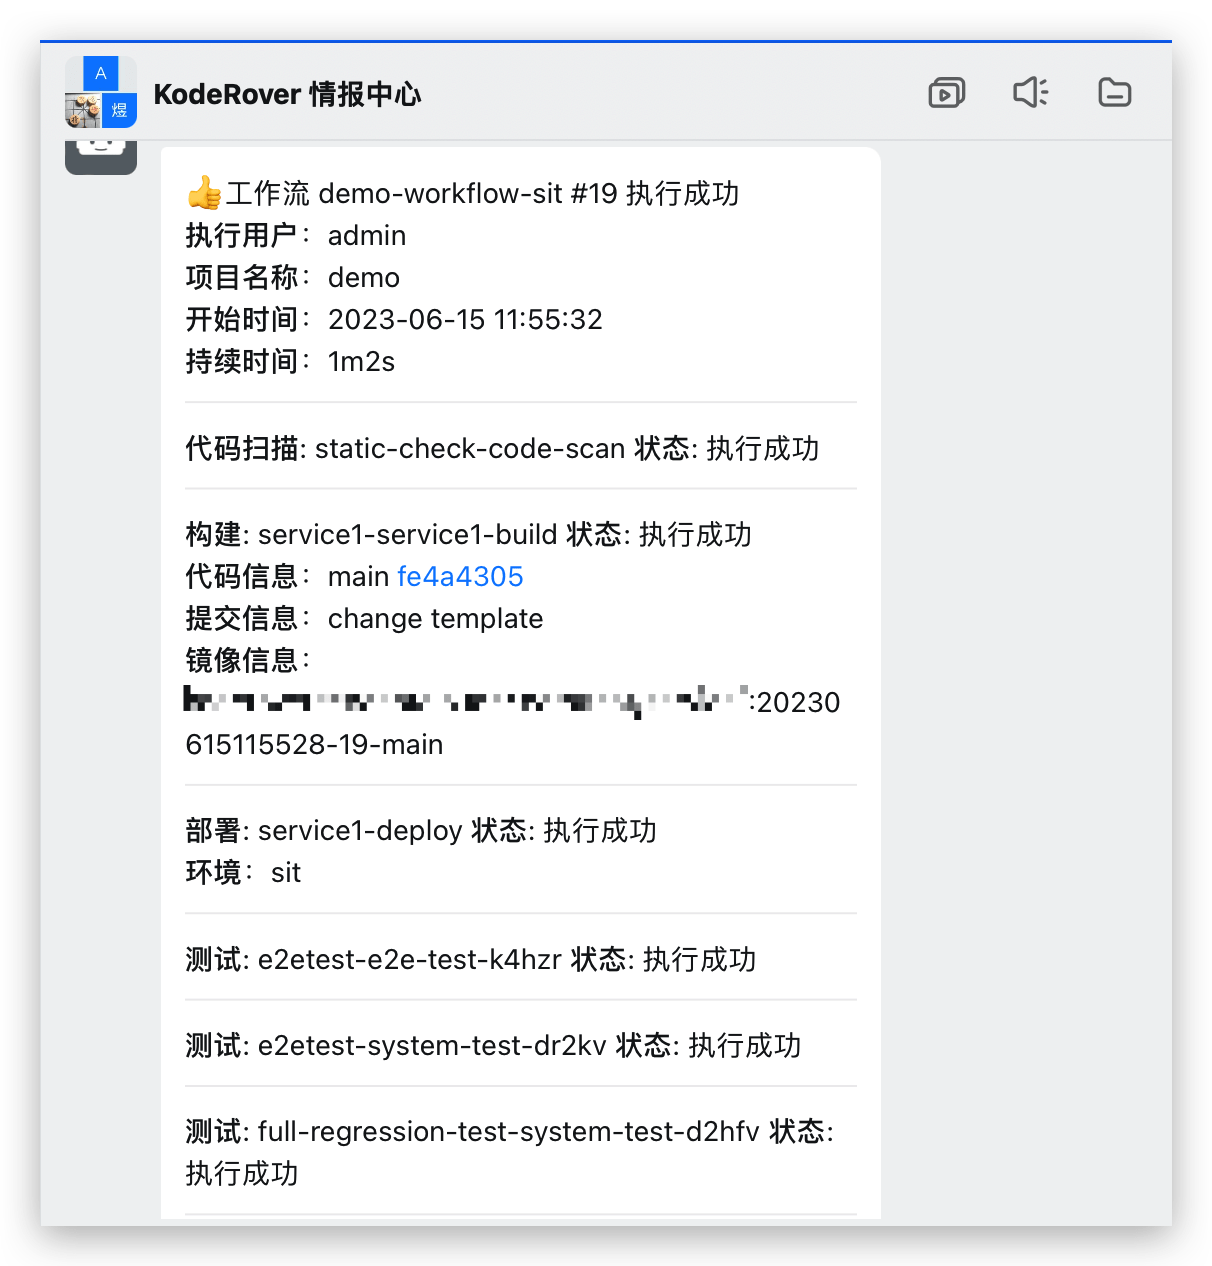 A
煜
KodeRover 情报中心
👍工作流 demo-workflow-sit #19 执行成功
执行用户：admin
项目名称：demo
开始时间：2023-06-15 11:55:32
持续时间：1m2s
代码扫描: static-check-code-scan 状态: 执行成功
构建: service1-service1-build 状态: 执行成功
代码信息：main fe4a4305
提交信息：change template
镜像信息：
:20230
615115528-19-main
部署: service1-deploy 状态: 执行成功
环境：sit
测试: e2etest-e2e-test-k4hzr 状态: 执行成功
测试: e2etest-system-test-dr2kv 状态: 执行成功
测试: full-regression-test-system-test-d2hfv 状态:
执行成功